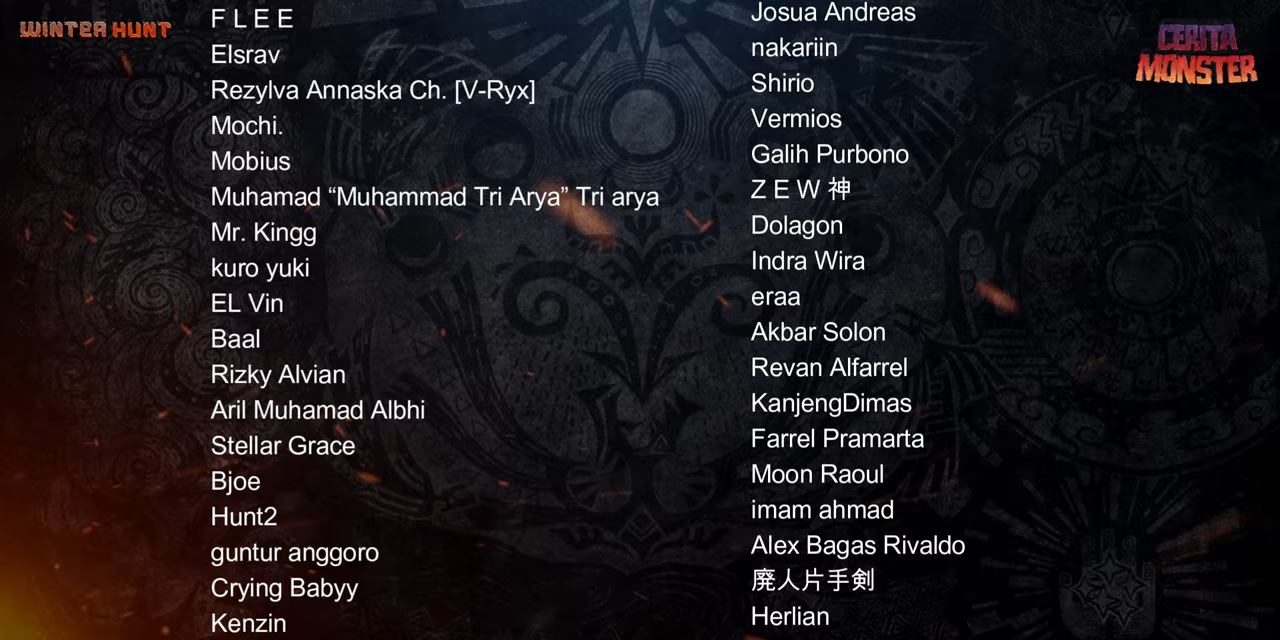 WINTER HUNT
F L E E
Elsrav
Rezylva Annaska Ch. [V-Ryx]
Mochi.
Mobius
Muhamad “Muhammad Tri Arya” Tri arya
Mr. Kingg
kuro yuki
EL Vin
Baal
Rizky Alvian
Aril Muhamad Albhi
Stellar Grace
Bjoe
Hunt2
guntur anggoro
Crying Babyy
Kenzin
Josua Andreas
nakariin
Shirio
Vermios
Galih Purbono
Z E W 神
Dolagon
Indra Wira
eraa
Akbar Solon
Revan Alfarrel
KanjengDimas
Farrel Pramarta
Moon Raoul
imam ahmad
Alex Bagas Rivaldo
廃人片手剣
Herlian
CERITA
MONSTER